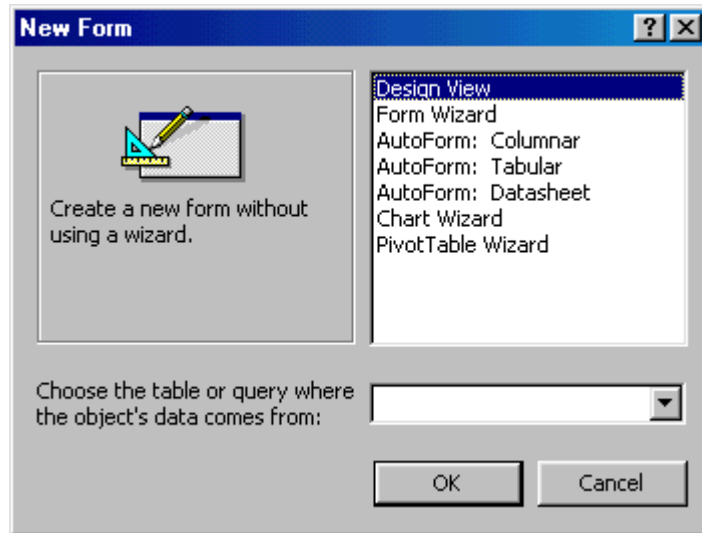 New Form
Create a new form without
using a wizard.
Design View
Form Wizard
AutoForm: Columnar
AutoForm: Tabular
AutoForm: Datasheet
Chart Wizard
PivotTable Wizard
Choose the table or query where
the object's data comes from:
OK
Cancel